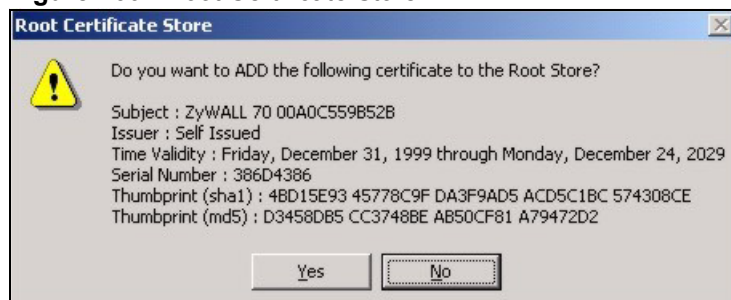 Root Certificate Store
Do you want to ADD the following certificate to the Root Store?
Subject : ZyWALL 70 00A0C559B52B
Issuer : Self Issued
Time Validity : Friday, December 31, 1999 through Monday, December 24, 2029
Serial Number : 386D4386
Thumbprint (sha1) : 4BD15E93 45778C9F DA3F9AD5 ACD5C1BC 574308CE
Thumbprint (md5) : D3458DB5 CC3748BE AB50CF81 A79472D2
Yes No